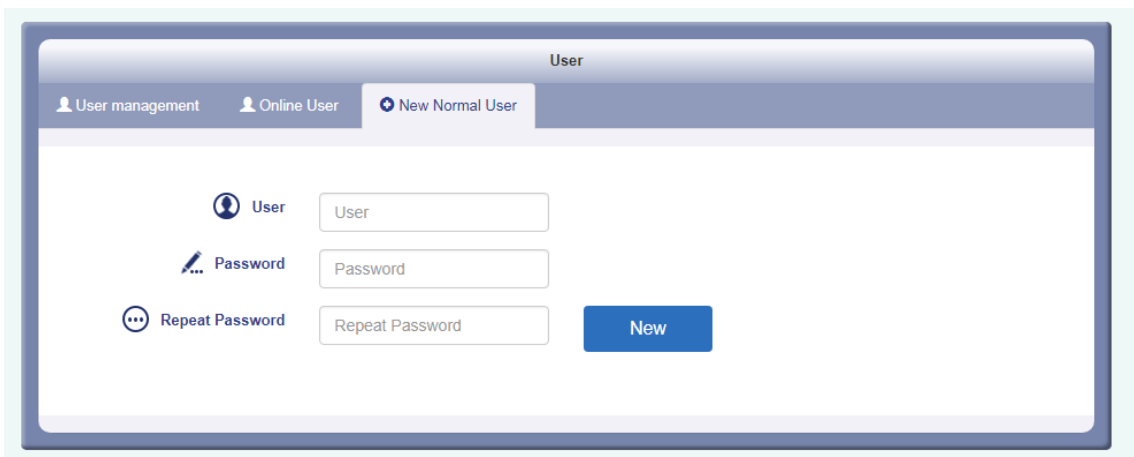 User
User management Online User New Normal User
User User
Password Password
Repeat Password Repeat Password New